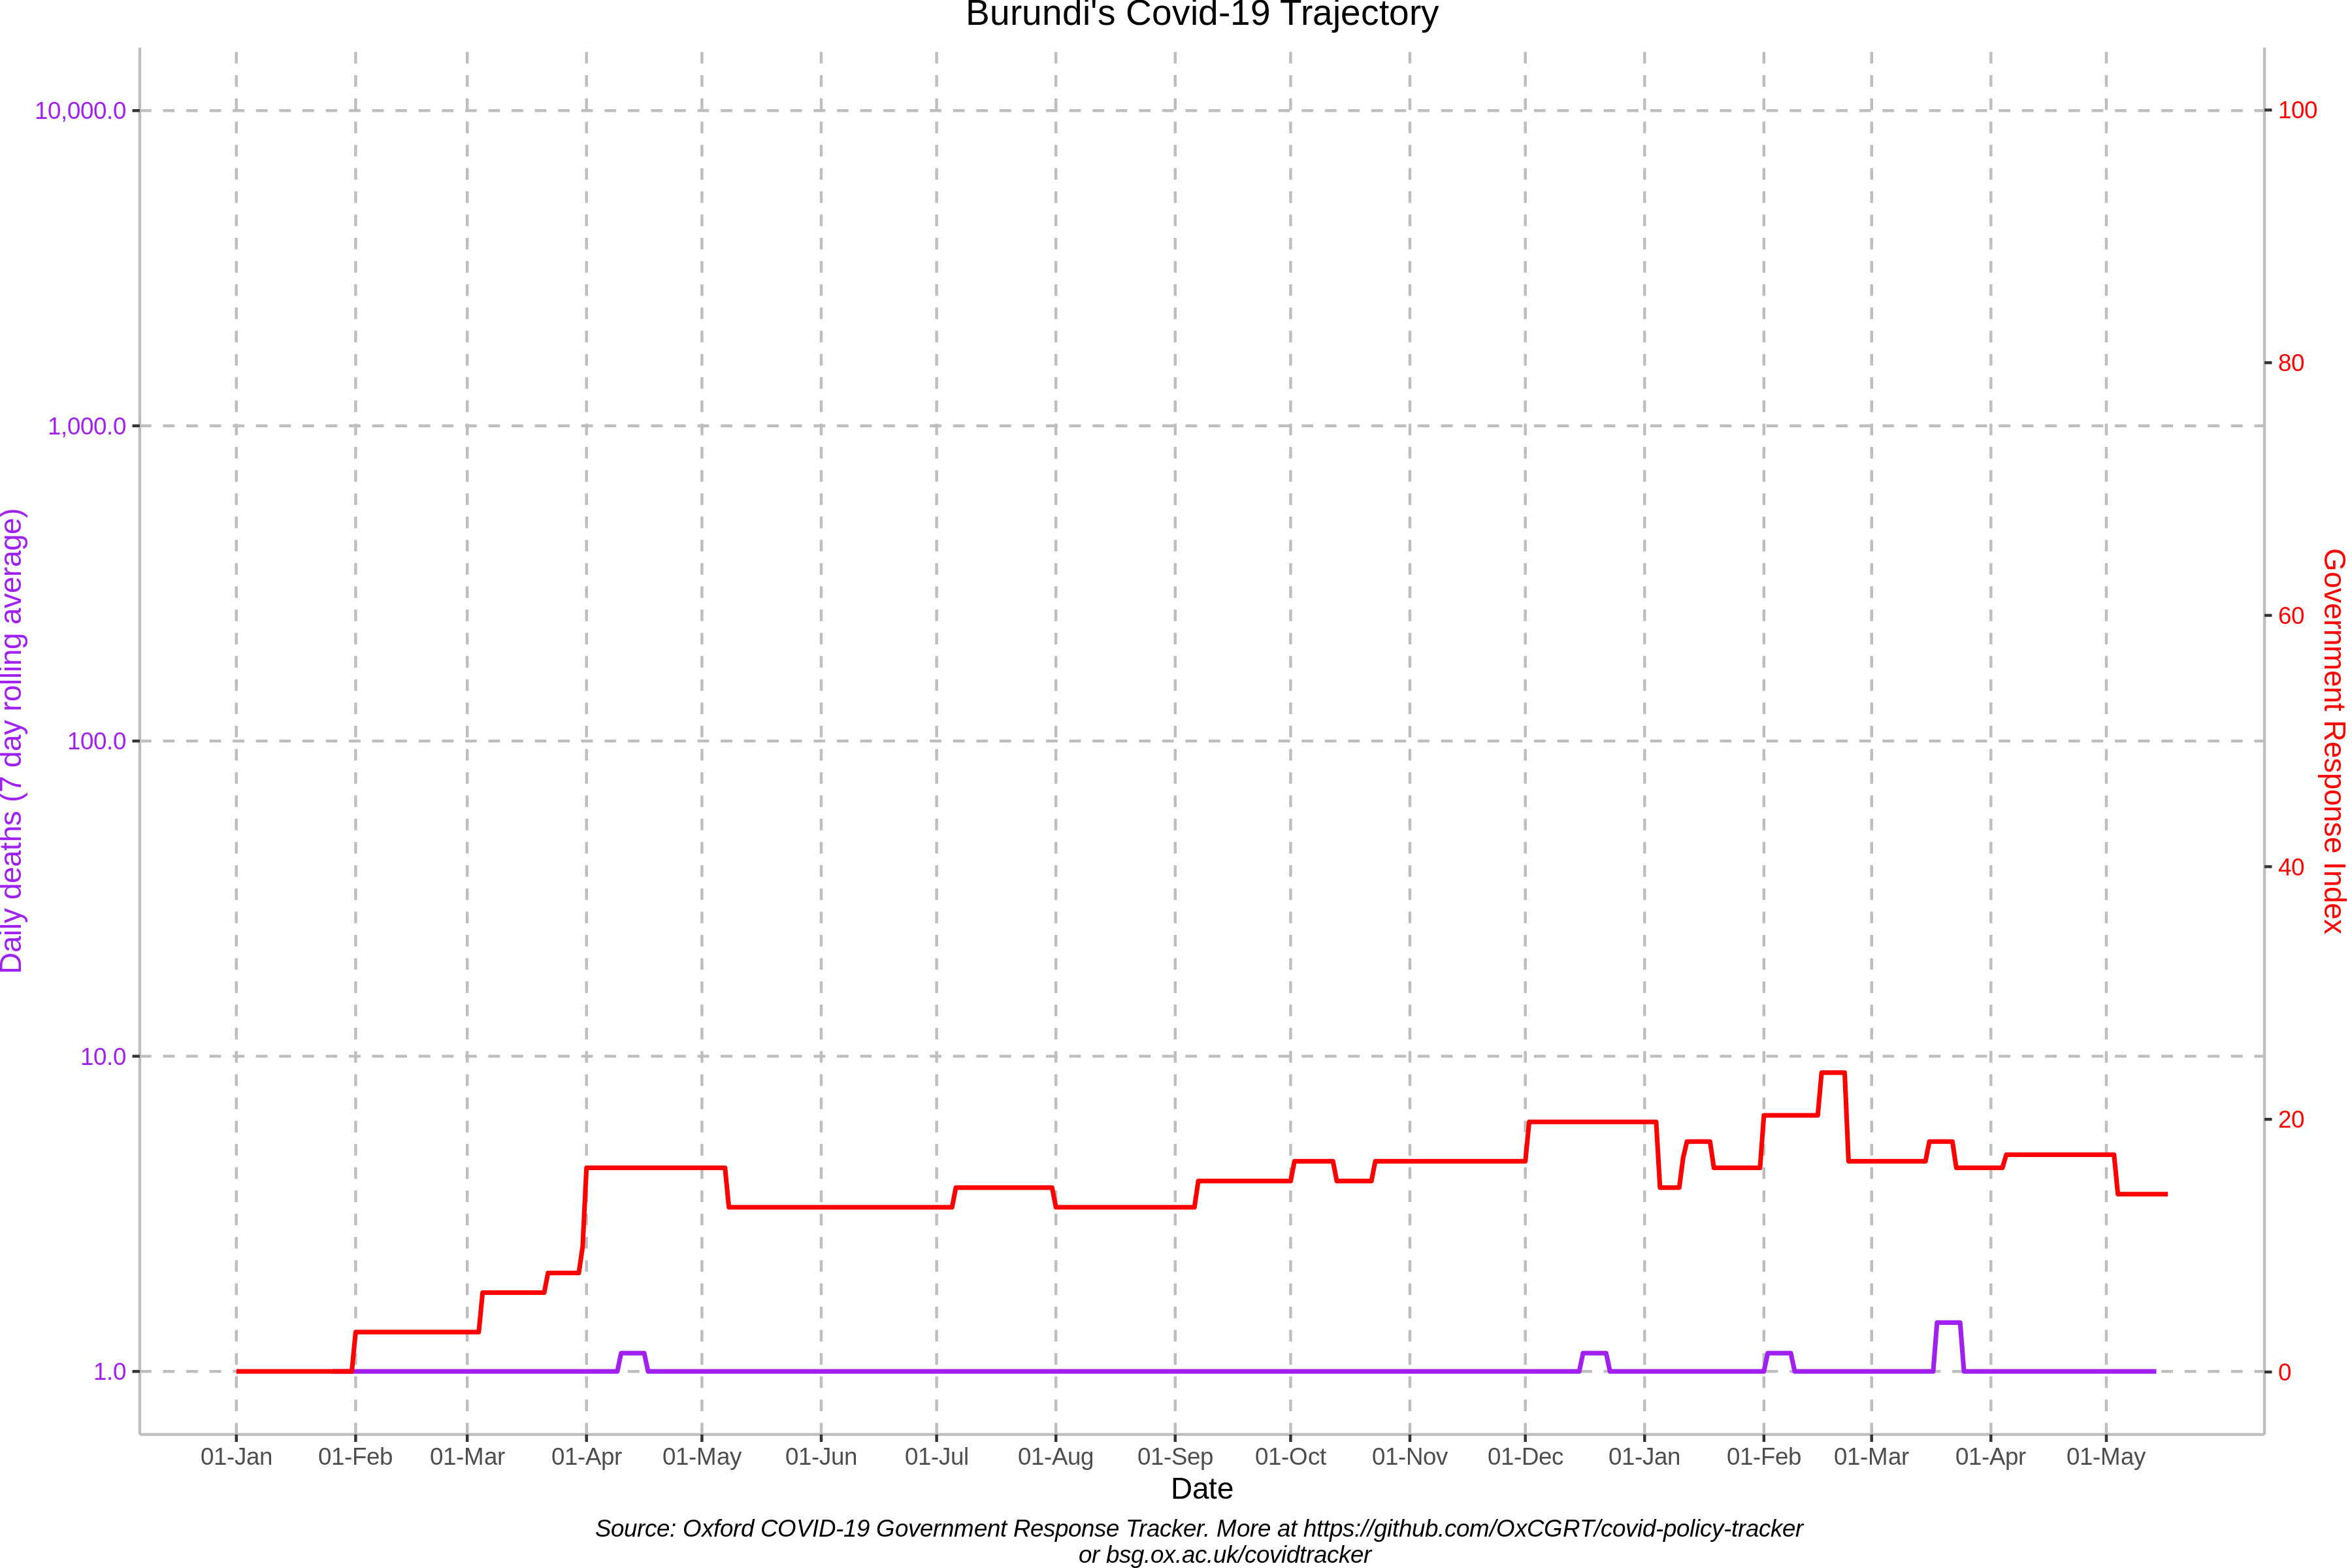 Burundi's Covid-19 Trajectory
10,000.0
1,000.0
100.0
10.0
1.0
Daily deaths (7 day rolling average)
100
80
60
40
20
0
Government Response Index
01-Jan
01-Feb
01-Mar
01-Apr
01-May
01-Jun
01-Jul
01-Aug
01-Sep
01-Oct
01-Nov
01-Dec
01-Jan
01-Feb
01-Mar
01-Apr
01-May
Date
Source: Oxford COVID-19 Government Response Tracker. More at https://github.com/OxCGRT/covid-policy-tracker
or bsg.ox.ac.uk/covidtracker